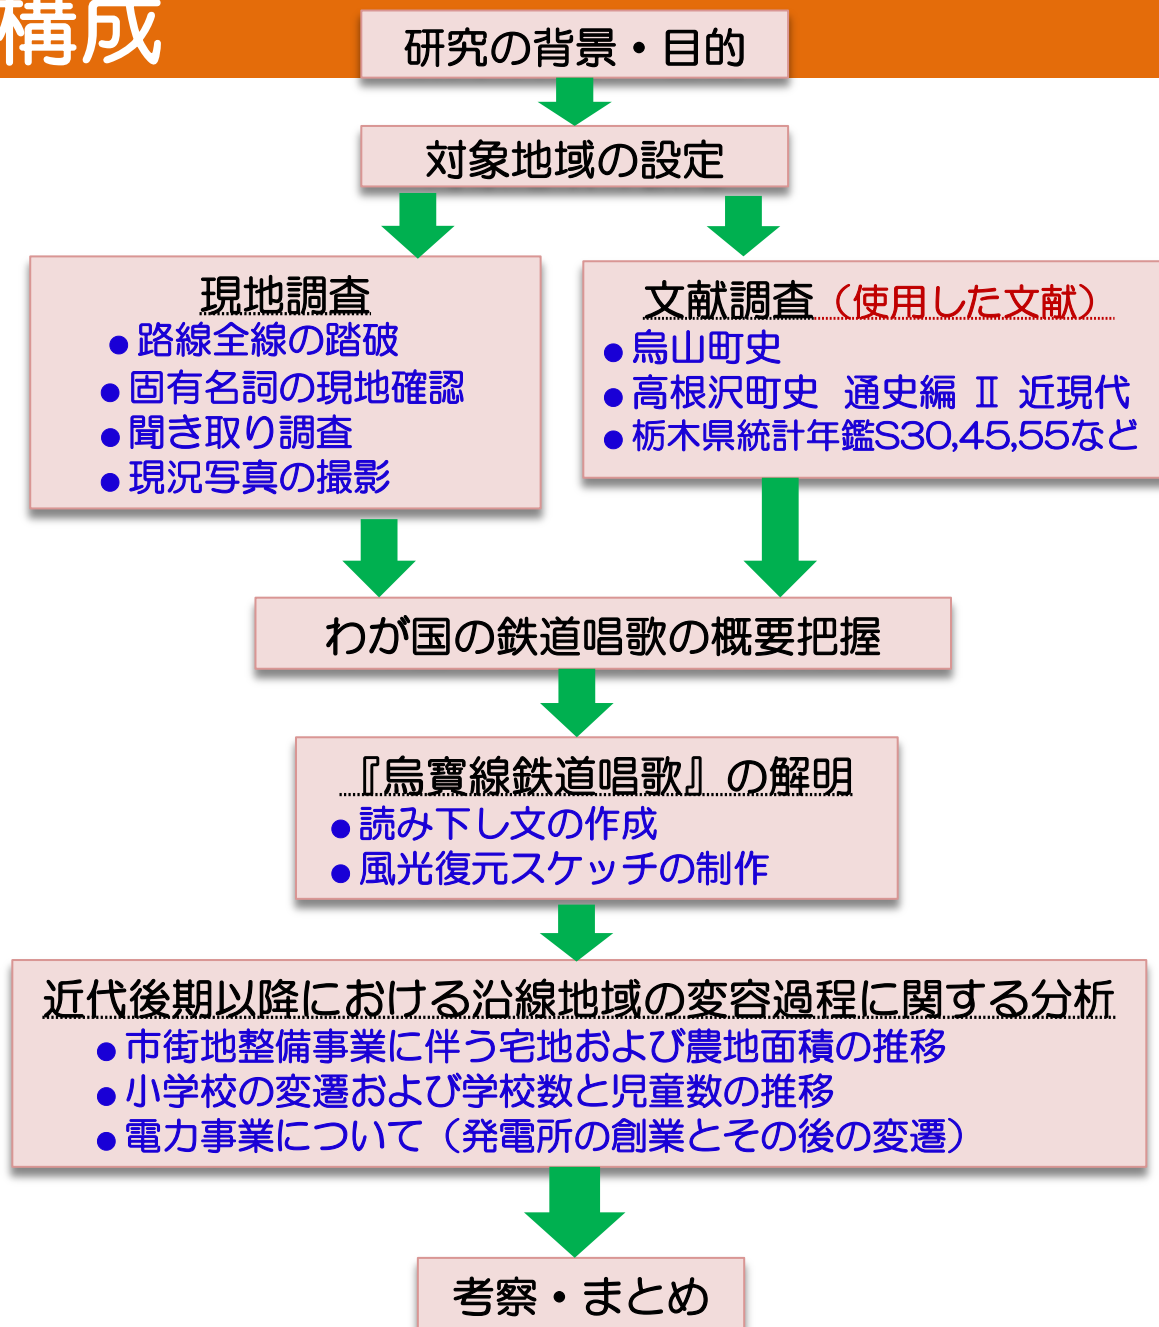 構成
研究の背景・目的
対象地域の設定
現地調査
●路線全線の踏破
●固有名詞の現地確認
●聞き取り調査
●現況写真の撮影
文献調査（使用した文献）
●烏山町史
●高根沢町史　通史編　Ⅱ　近現代
●栃木県統計年鑑S30,45,55など
わが国の鉄道唱歌の概要把握
『烏寶線鉄道唱歌』の解明
●読み下し文の作成
●風光復元スケッチの制作
近代後期以降における沿線地域の変容過程に関する分析
●市街地整備事業に伴う宅地および農地面積の推移
●小学校の変遷および学校数と児童数の推移
●電力事業について（発電所の創業とその後の変遷）
考察・まとめ